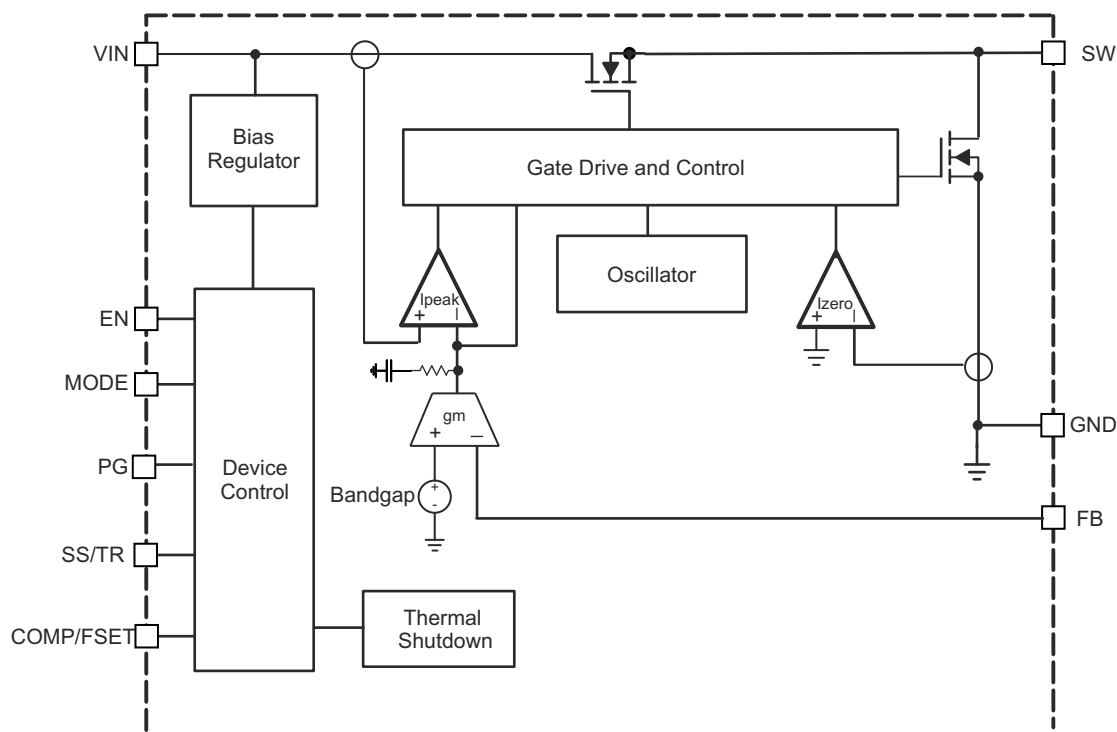 VIN
SW
Bias
Regulator
Gate Drive and Control
Oscillator
Ipeak
+ −
Izero
+ −
EN
MODE
gm
+ −
GND
PG
Device
Control
Bandgap
+
-
FB
SS/TR
Thermal
Shutdown
COMP/FSET